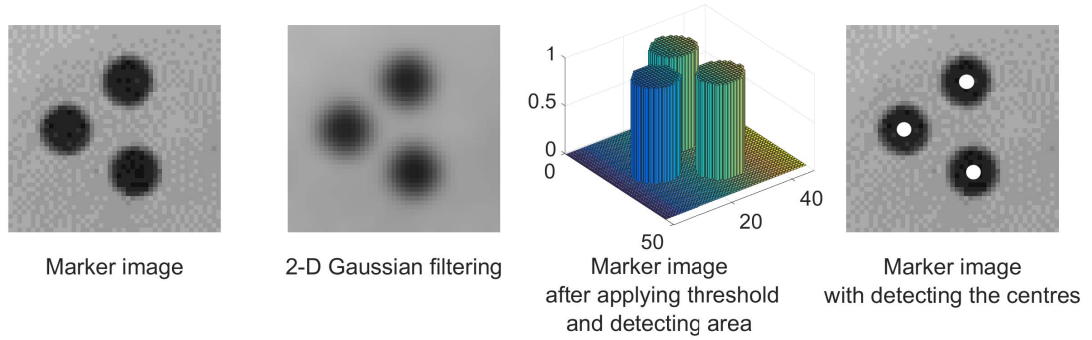 1
0.5
0
0
50
20
40
Marker image
2-D Gaussian filtering
Marker image
after applying threshold
and detecting area
Marker image
with detecting the centres